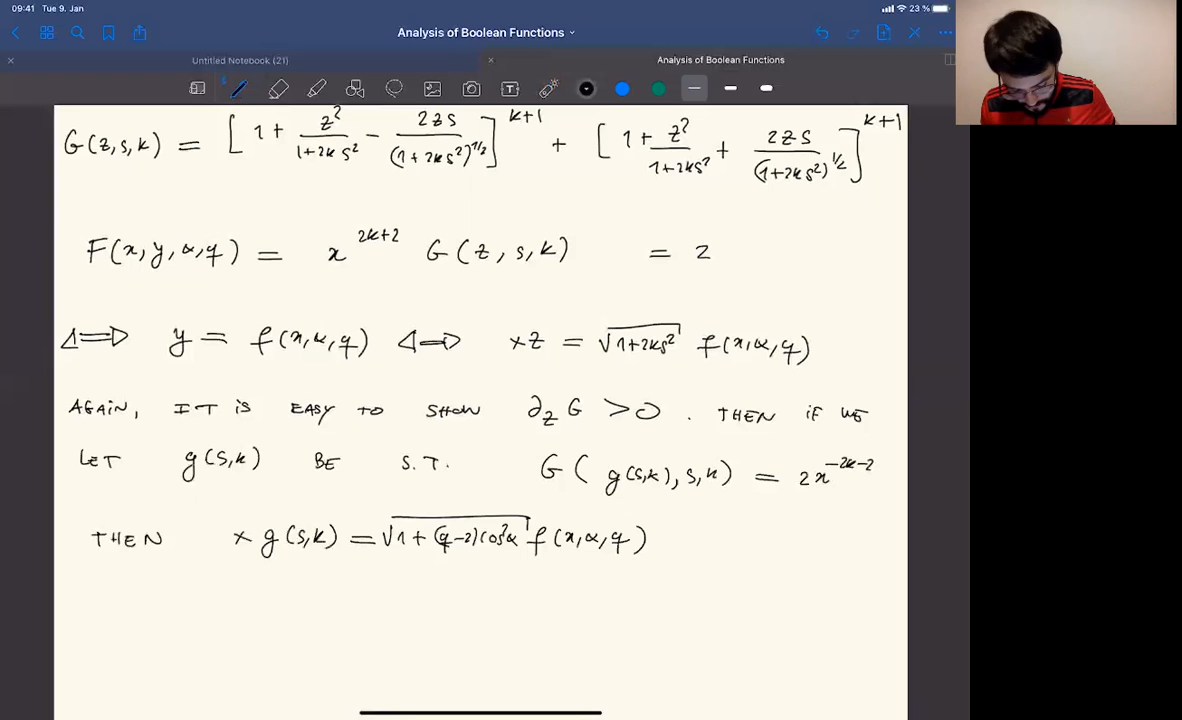 09:41 Tue 9. Jan
23 %
Analysis of Boolean Functions
Untitled Notebook (21)
Analysis of Boolean Functions
G(z,s,k) = [1 + z²/(1+2ks²) − 2zs/(1+2ks²)^{1/2}]^{k+1} + [1 + z²/(1+2ks²) + 2zs/(1+2ks²)^{1/2}]^{k+1}
F(x,y,α,q) = x^{2k+2} G(z,s,k) = 2
⟺ y = f(x,α,q) ⟺ xz = √(1+2ks²) f(x,α,q)
AGAIN, IT IS EASY TO SHOW ∂_z G > 0. THEN IF WE
LET g(s,k) BE S.T. G(g(s,k),s,k) = 2x^{-2k-2}
THEN x g(s,k) = √(1+(q-2)cos²α) f(x,α,q)